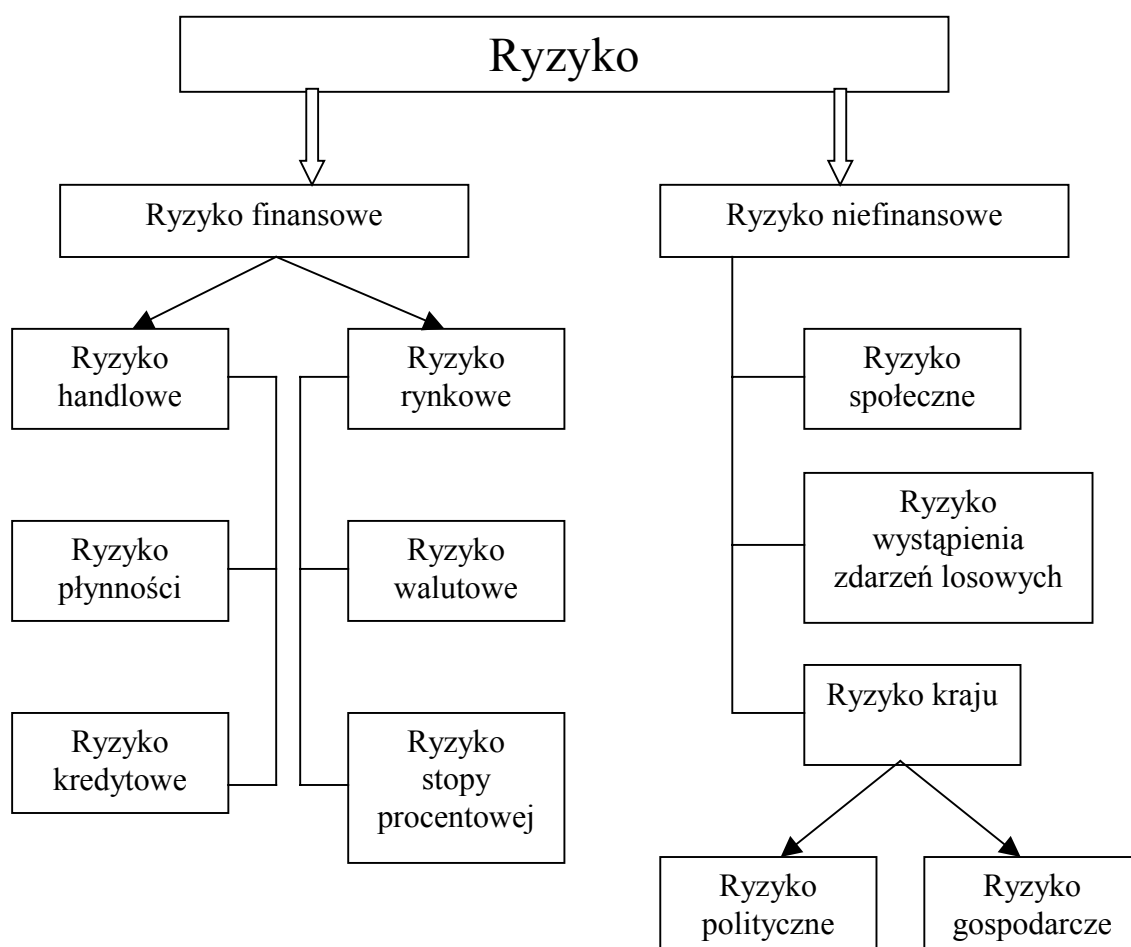 Ryzyko
Ryzyko finansowe
Ryzyko niefinansowe
Ryzyko
handlowe
Ryzyko
rynkowe
Ryzyko
społeczne
Ryzyko
płynności
Ryzyko
walutowe
Ryzyko
wystąpienia
zdarzeń losowych
Ryzyko
kredytowe
Ryzyko
stopy
procentowej
Ryzyko kraju
Ryzyko
polityczne
Ryzyko
gospodarcze